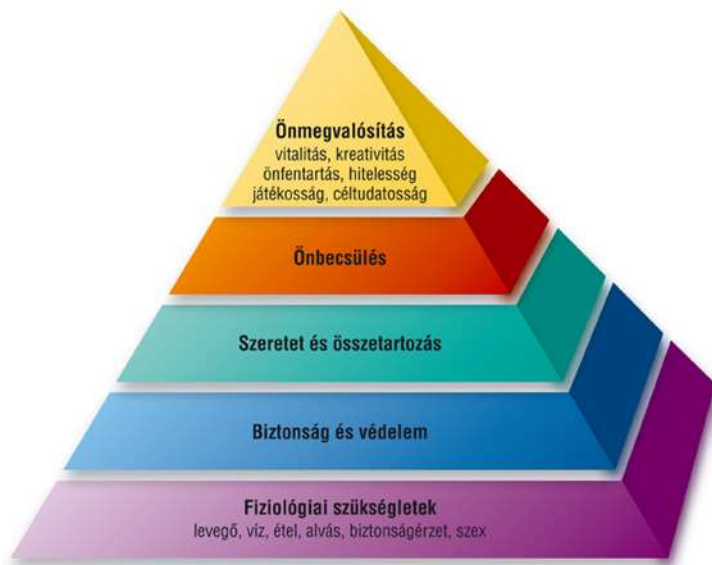 Önmegvalósítás
vitalitás, kreativitás
önfentartás, hitelesség
játékosság, céltudatosság
Önbecsülés
Szeretet és összetartozás
Biztonság és védelem
Fiziológiai szükségletek
levegő, víz, étel, alvás, biztonságérzet, szex